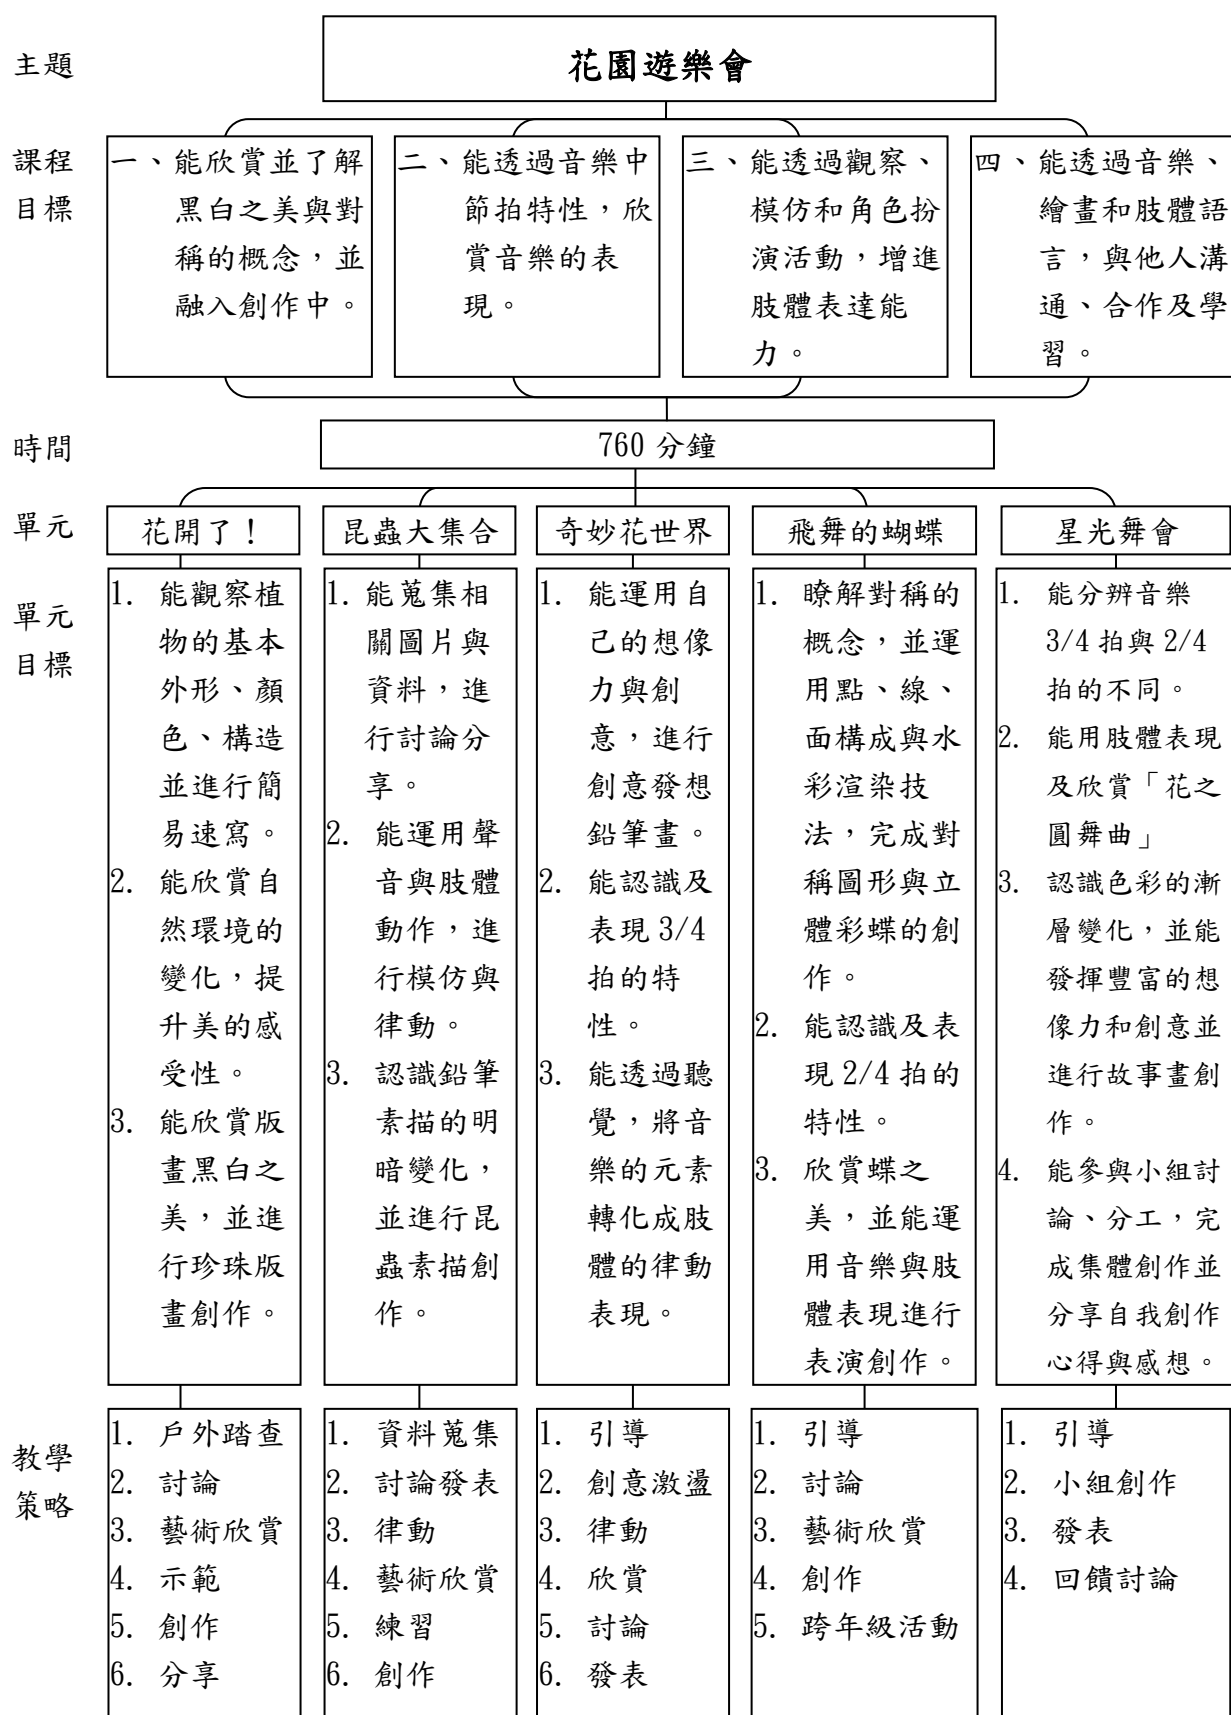 主題
花園遊樂會
課程
目標
一、能欣賞並了解
黑白之美與對
稱的概念，並
融入創作中。
二、能透過音樂中
節拍特性，欣
賞音樂的表
現。
三、能透過觀察、
模仿和角色扮
演活動，增進
肢體表達能
力。
四、能透過音樂、
繪畫和肢體語
言，與他人溝
通、合作及學
習。
時間
760 分鐘
單元
花開了！
昆蟲大集合
奇妙花世界
飛舞的蝴蝶
星光舞會
單元
目標
1. 能觀察植
物的基本
外形、顏
色、構造
並進行簡
易速寫。
2. 能欣賞自
然環境的
變化，提
升美的感
受性。
3. 能欣賞版
畫黑白之
美，並進
行珍珠版
畫創作。
1. 能蒐集相
關圖片與
資料，進
行討論分
享。
2. 能運用聲
音與肢體
動作，進
行模仿與
律動。
3. 認識鉛筆
素描的明
暗變化，
並進行昆
蟲素描創
作。
1. 能運用自
己的想像
力與創
意，進行
創意發想
鉛筆畫。
2. 能認識及
表現 3/4
拍的特
性。
3. 能透過聽
覺，將音
樂的元素
轉化成肢
體的律動
表現。
1. 瞭解對稱的
概念，並運
用點、線、
面構成與水
彩渲染技
法，完成對
稱圖形與立
體彩蝶的創
作。
2. 能認識及表
現 2/4 拍的
特性。
3. 欣賞蝶之
美，並能運
用音樂與肢
體表現進行
表演創作。
1. 能分辨音樂
3/4 拍與 2/4
拍的不同。
2. 能用肢體表現
及欣賞「花之
圓舞曲」
3. 認識色彩的漸
層變化，並能
發揮豐富的想
像力和創意並
進行故事畫創
作。
4. 能參與小組討
論、分工，完
成集體創作並
分享自我創作
心得與感想。
教學
策略
1. 戶外踏查
2. 討論
3. 藝術欣賞
4. 示範
5. 創作
6. 分享
1. 資料蒐集
2. 討論發表
3. 律動
4. 藝術欣賞
5. 練習
6. 創作
1. 引導
2. 創意激盪
3. 律動
4. 欣賞
5. 討論
6. 發表
1. 引導
2. 討論
3. 藝術欣賞
4. 創作
5. 跨年級活動
1. 引導
2. 小組創作
3. 發表
4. 回饋討論